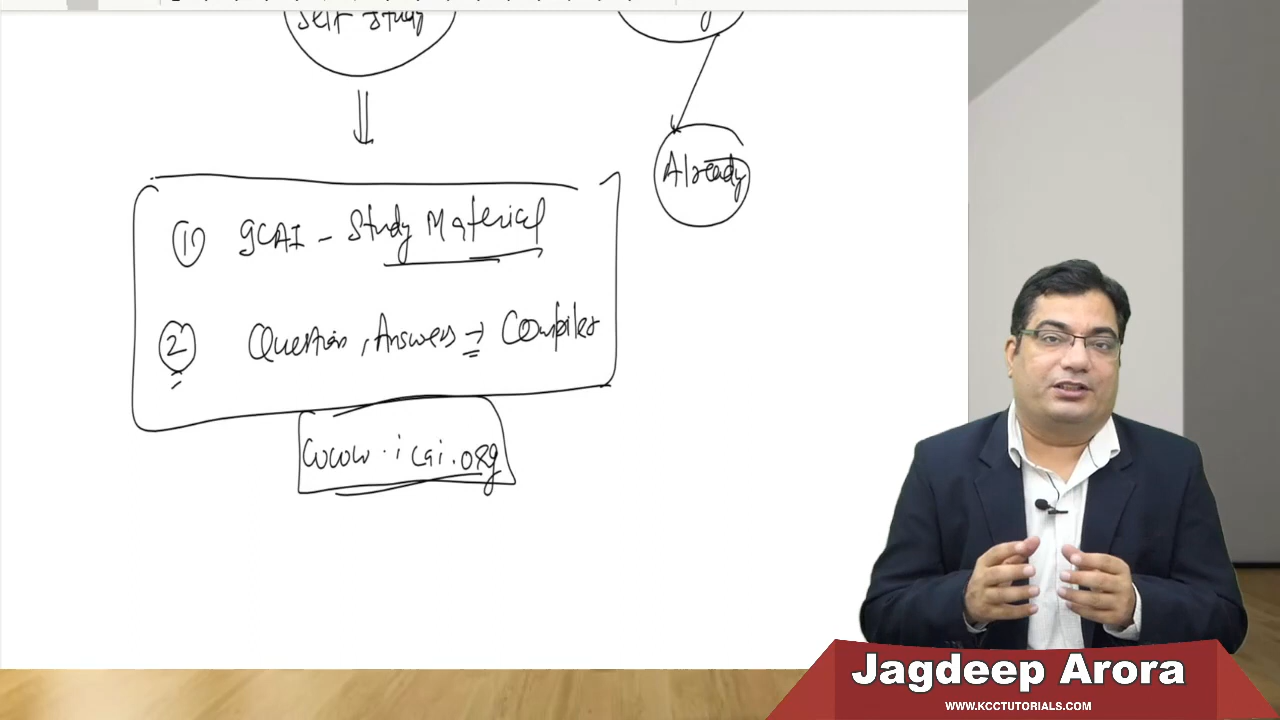 Self Study
Already
1 ICAI - Study Material
2 Question, Answers → Compiler
www.icai.org
Jagdeep Arora
WWW.KCCTUTORIALS.COM